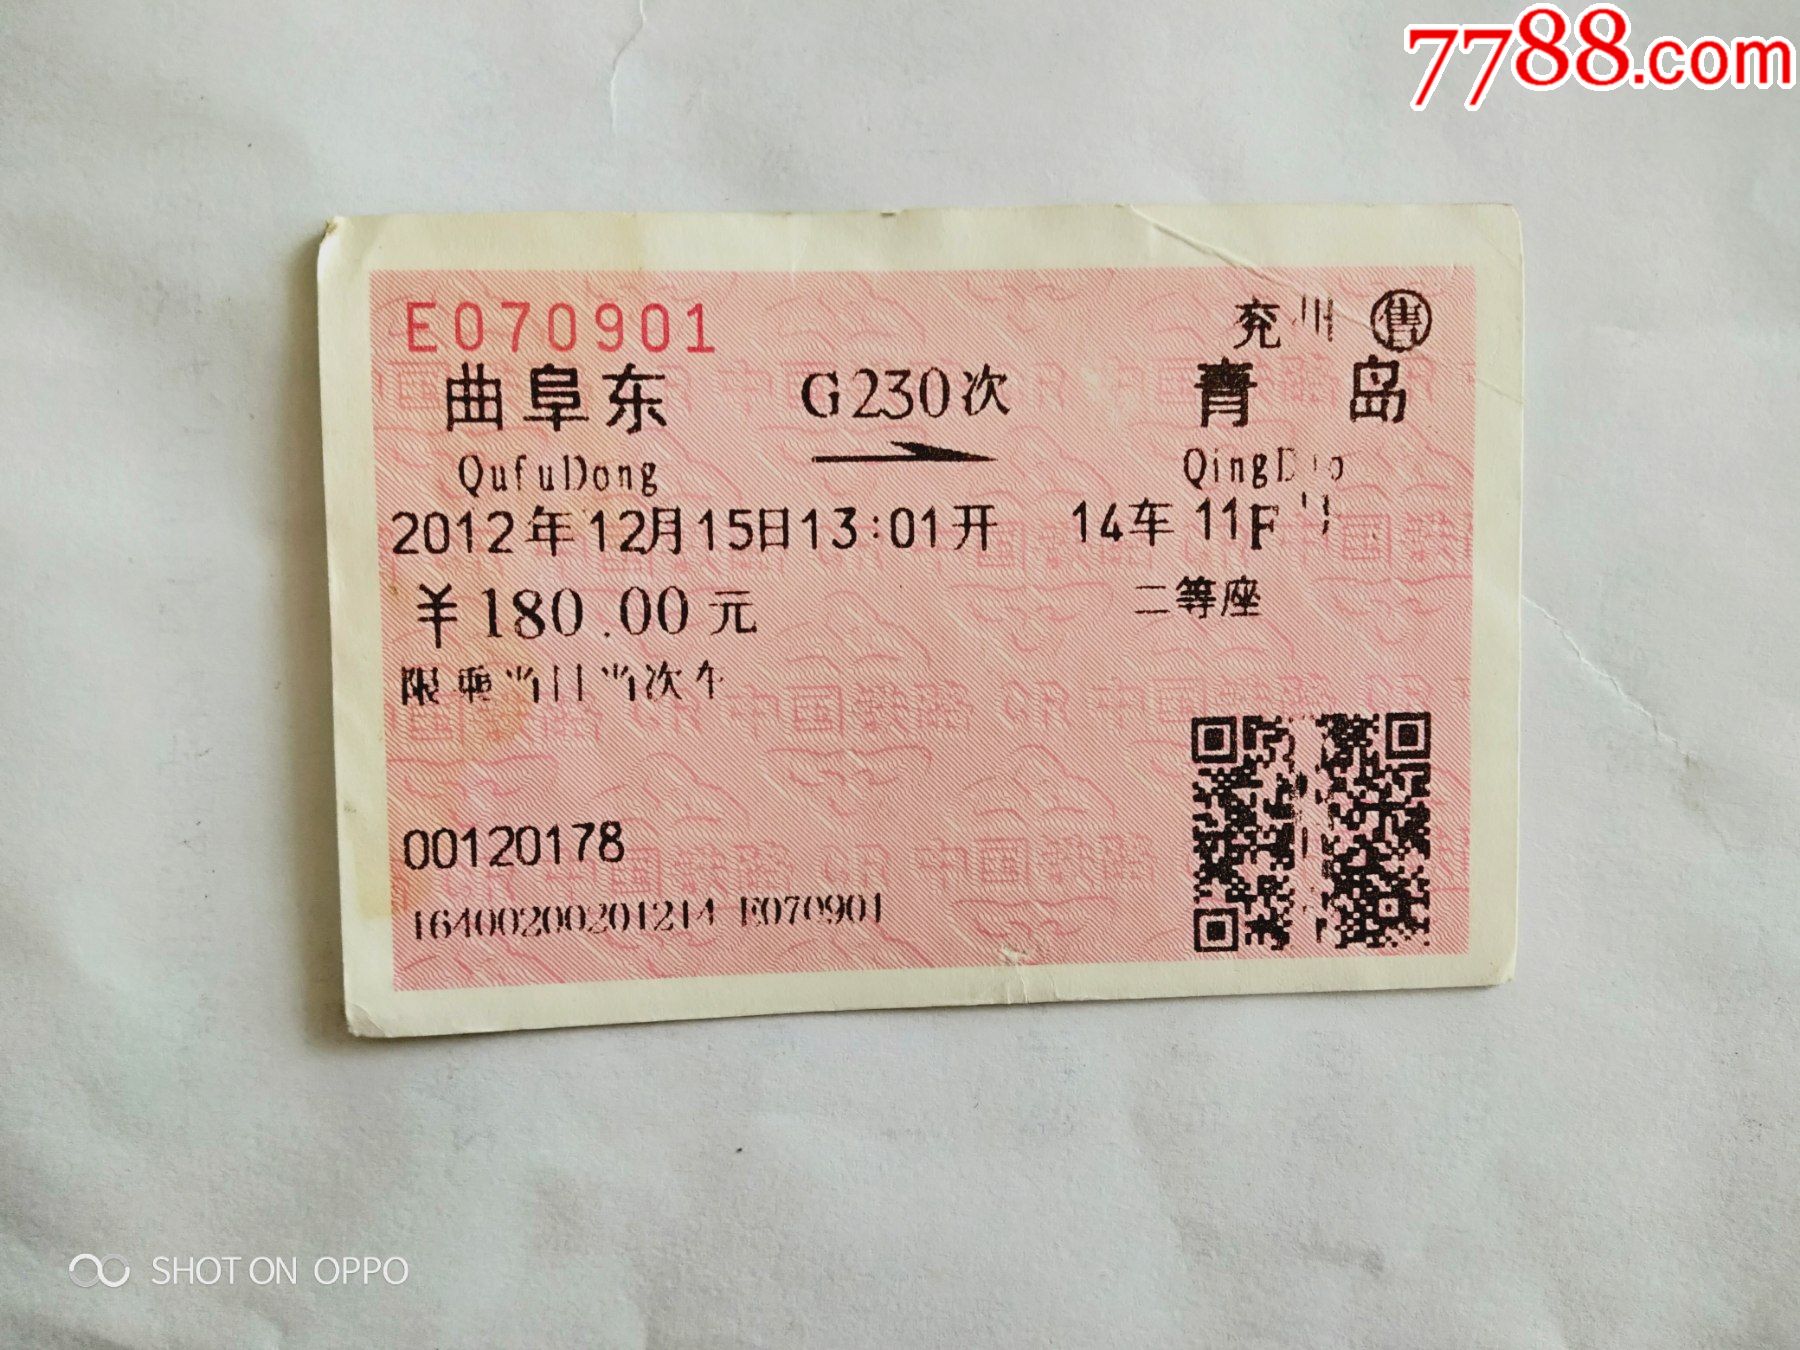 7788.com
E070901
兖州 售
曲阜东 G230次 青岛
QufuDong QingDao
2012年12月15日13:01开 14车 11F号
￥180.00元 二等座
限乘当日当次车
00120178
16400200201214 E070901
SHOT ON OPPO